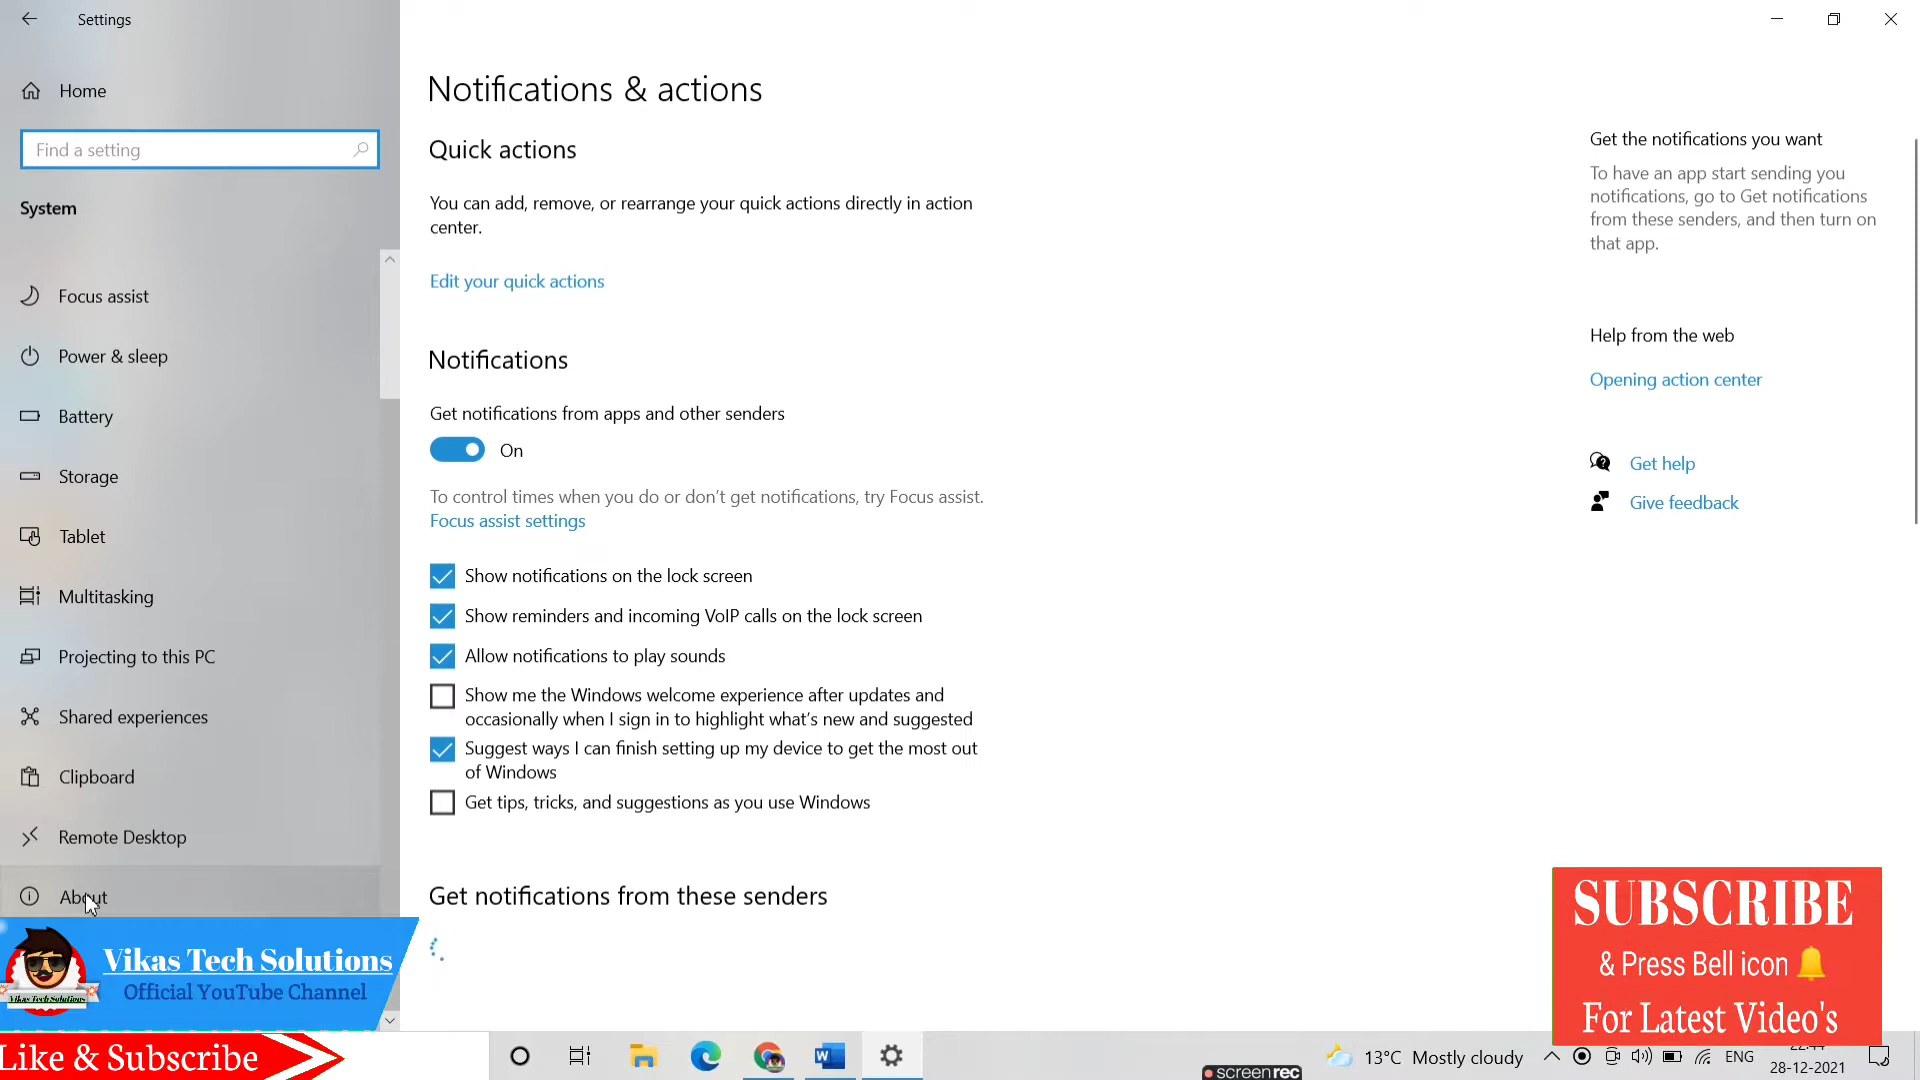 Settings
Home
Find a setting
System
Focus assist
Power & sleep
Battery
Storage
Tablet
Multitasking
Projecting to this PC
Shared experiences
Clipboard
Remote Desktop
About
Notifications & actions
Quick actions
You can add, remove, or rearrange your quick actions directly in action
center.
Edit your quick actions
Notifications
Get notifications from apps and other senders
On
To control times when you do or don't get notifications, try Focus assist.
Focus assist settings
Show notifications on the lock screen
Show reminders and incoming VoIP calls on the lock screen
Allow notifications to play sounds
Show me the Windows welcome experience after updates and
occasionally when I sign in to highlight what's new and suggested
Suggest ways I can finish setting up my device to get the most out
of Windows
Get tips, tricks, and suggestions as you use Windows
Get notifications from these senders
Get the notifications you want
To have an app start sending you
notifications, go to Get notifications
from these senders, and then turn on
that app.
Help from the web
Opening action center
Get help
Give feedback
Vikas Tech Solutions
Official YouTube Channel
Vikas Tech Solutions
Like & Subscribe
SUBSCRIBE
& Press Bell icon 🔔
For Latest Video's
screenrec
13°C Mostly cloudy
ENG
28-12-2021